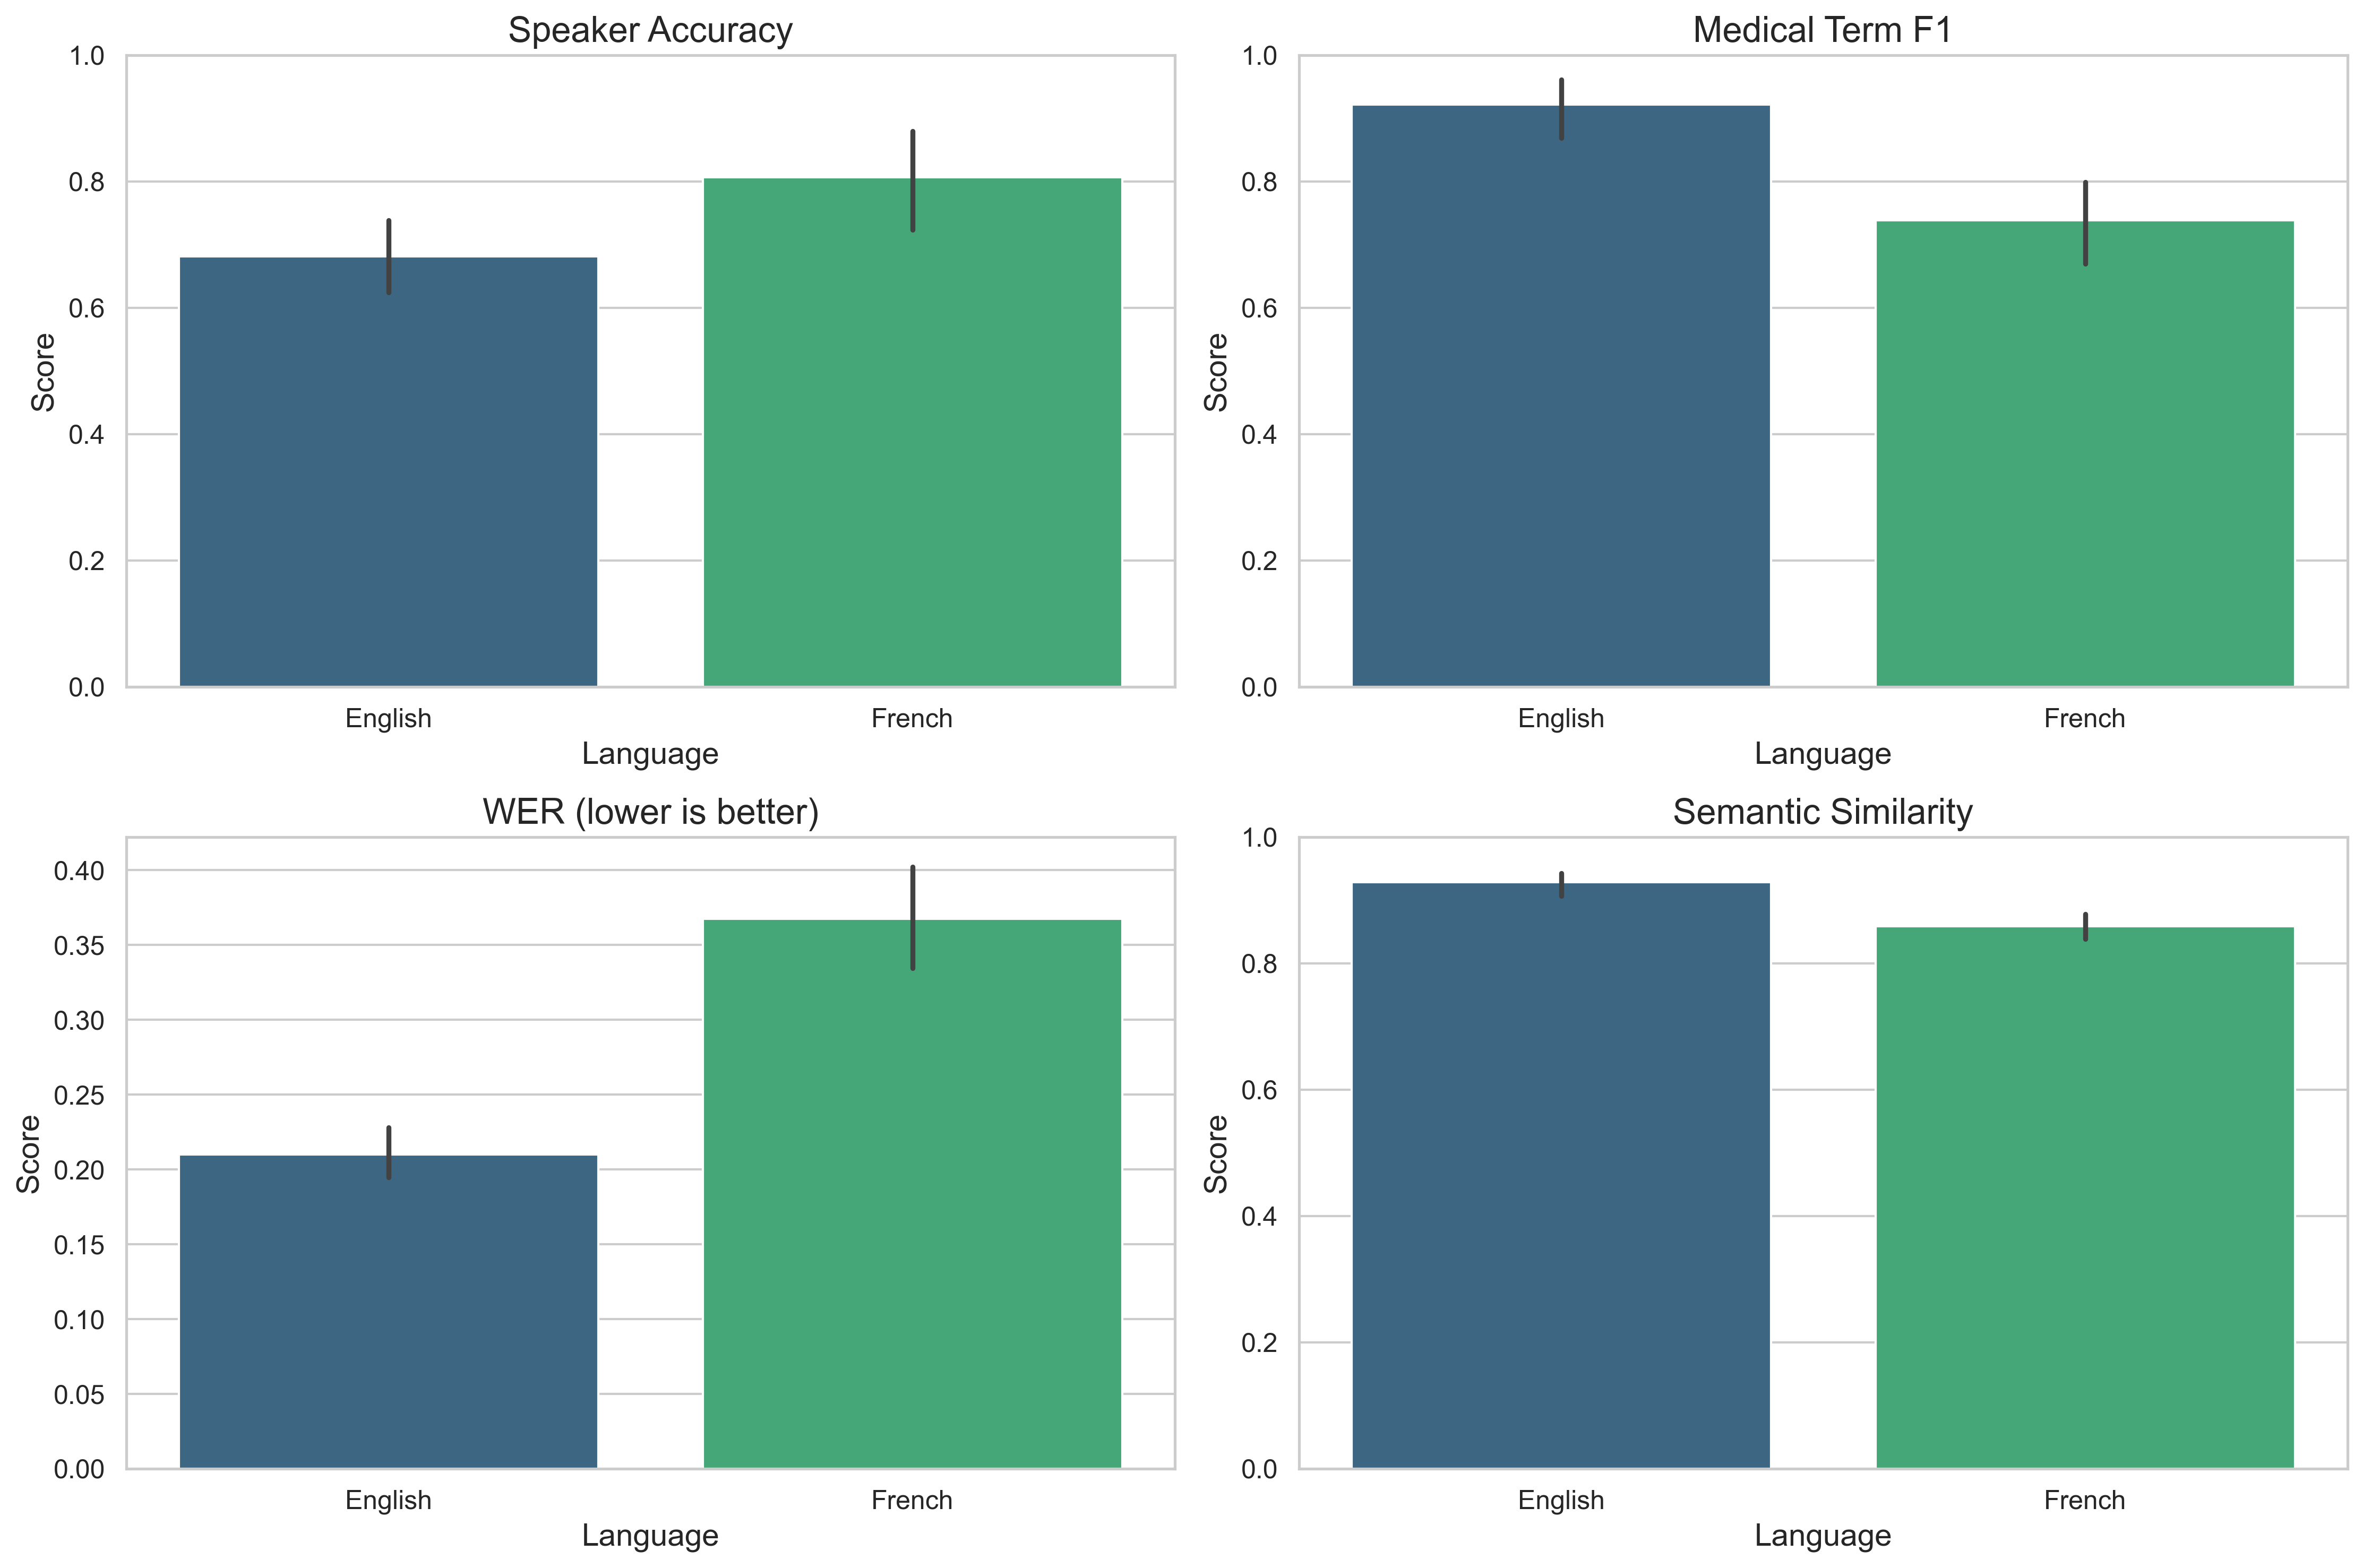 Speaker Accuracy
1.0
0.8
0.6
0.4
0.2
0.0
Score
English
French
Language
Medical Term F1
1.0
0.8
0.6
0.4
0.2
0.0
Score
English
French
Language
WER (lower is better)
0.40
0.35
0.30
0.25
0.20
0.15
0.10
0.05
0.00
Score
English
French
Language
Semantic Similarity
1.0
0.8
0.6
0.4
0.2
0.0
Score
English
French
Language